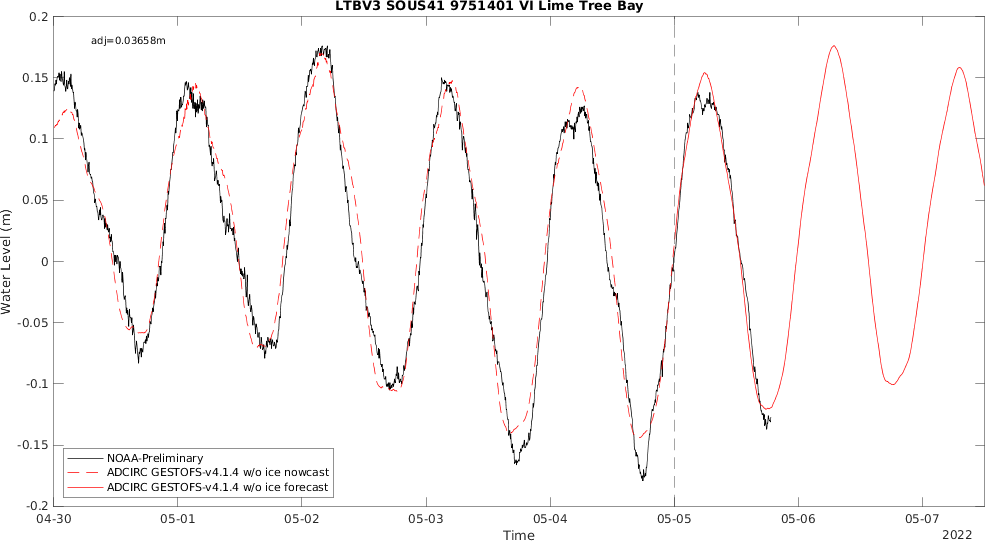 LTBV3 SOUS41 9751401 VI Lime Tree Bay
adj=0.03658m
0.2
0.15
0.1
0.05
0
-0.05
-0.1
-0.15
-0.2
Water Level (m)
NOAA-Preliminary
ADCIRC GESTOFS-v4.1.4 w/o ice nowcast
ADCIRC GESTOFS-v4.1.4 w/o ice forecast
04-30 05-01 05-02 05-03 05-04 05-05 05-06 05-07
Time
2022